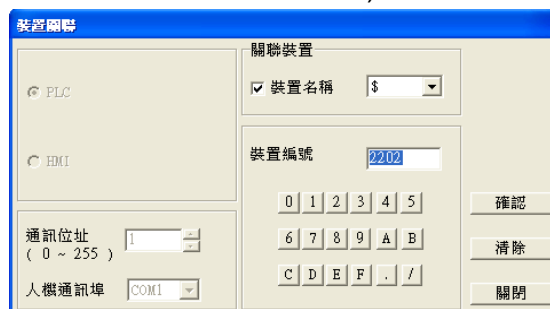 裝置關聯
PLC
HMI
通訊位址
( 0 ~ 255 )
1
人機通訊埠
COM1
關聯裝置
裝置名稱
$
裝置編號
2202
0 1 2 3 4 5
6 7 8 9 A B
C D E F . /
確認
清除
關閉